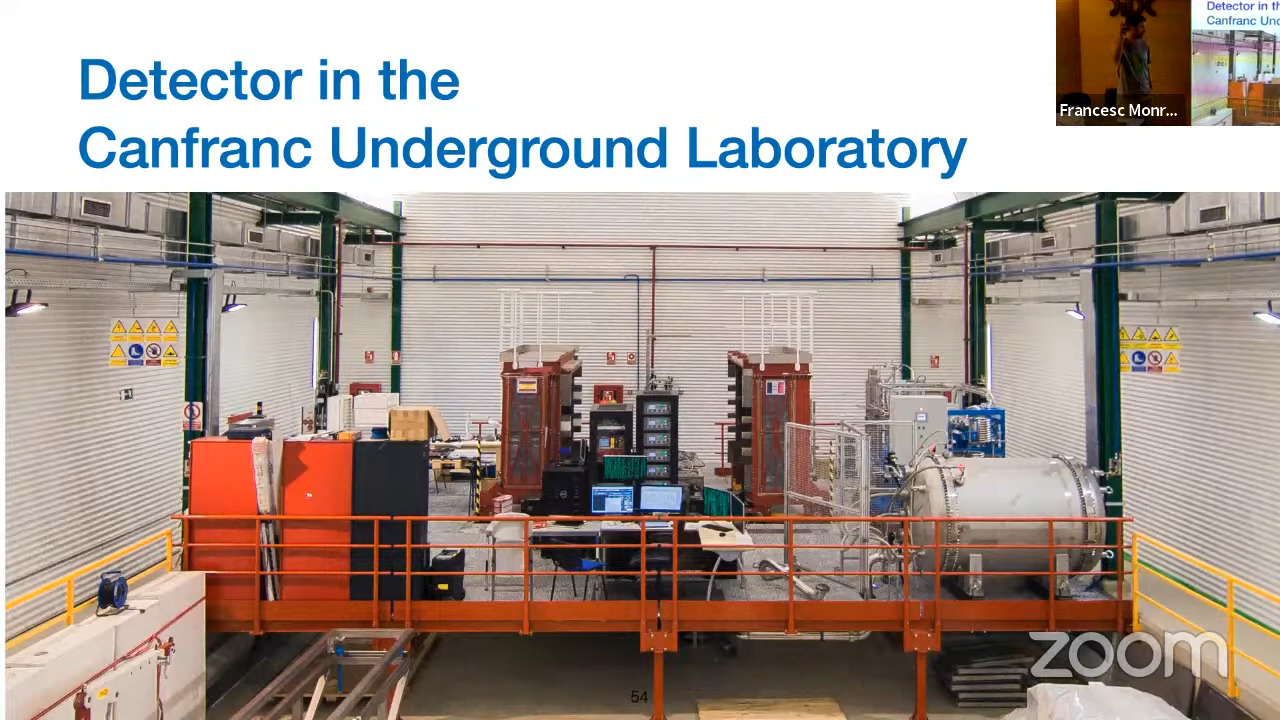 Detector in the
Canfranc Underground Laboratory
Detector in th
Canfranc Und
Francesc Monr...
zoom
54